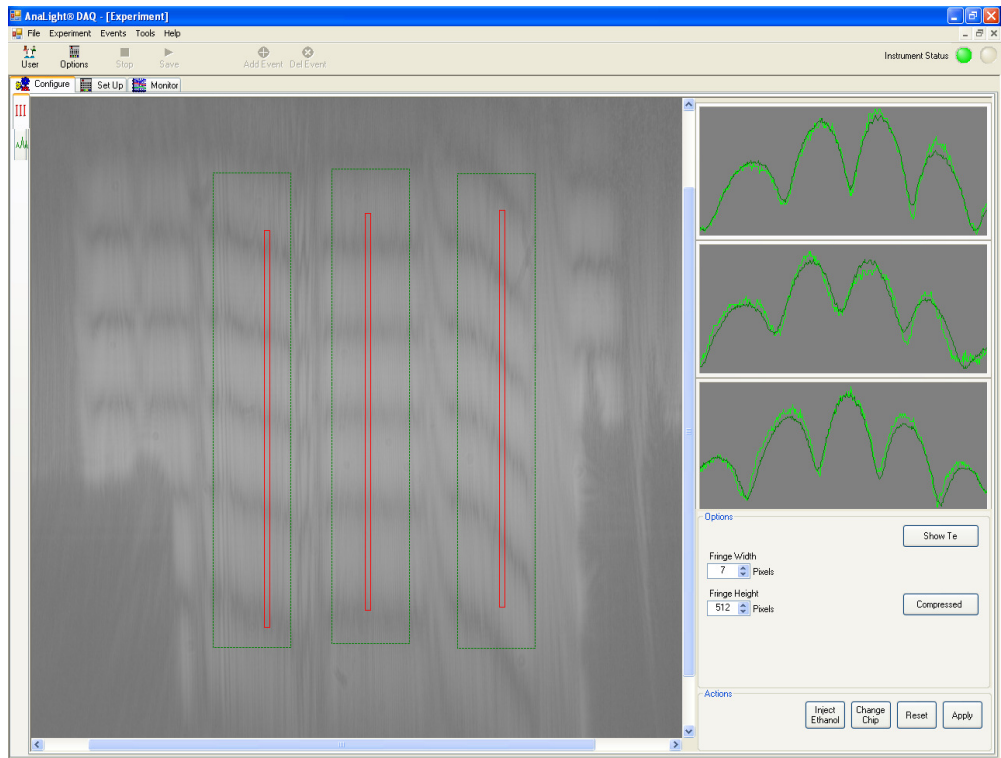 AnaLight® DAQ - [Experiment]
File Experiment Events Tools Help
User Options Stop Save Add Event Del Event Instrument Status
Configure Set Up Monitor
Options
Show Te
Fringe Width
7 Pixels
Fringe Height
512 Pixels
Compressed
Actions
Inject Ethanol
Change Chip
Reset
Apply